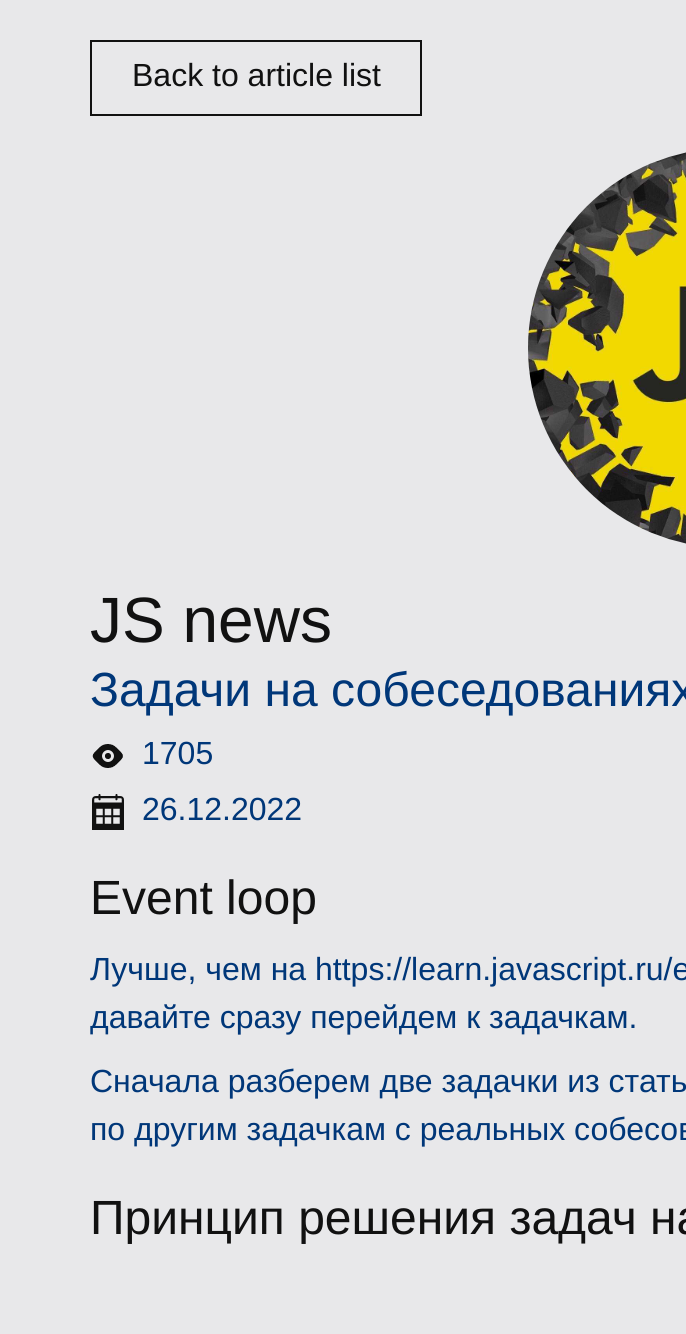 Back to article list
J
JS news
Задачи на собеседованиях
1705
26.12.2022
Event loop
Лучше, чем на https://learn.javascript.ru/e
давайте сразу перейдем к задачкам.
Сначала разберем две задачки из стать
по другим задачкам с реальных собесов
Принцип решения задач на